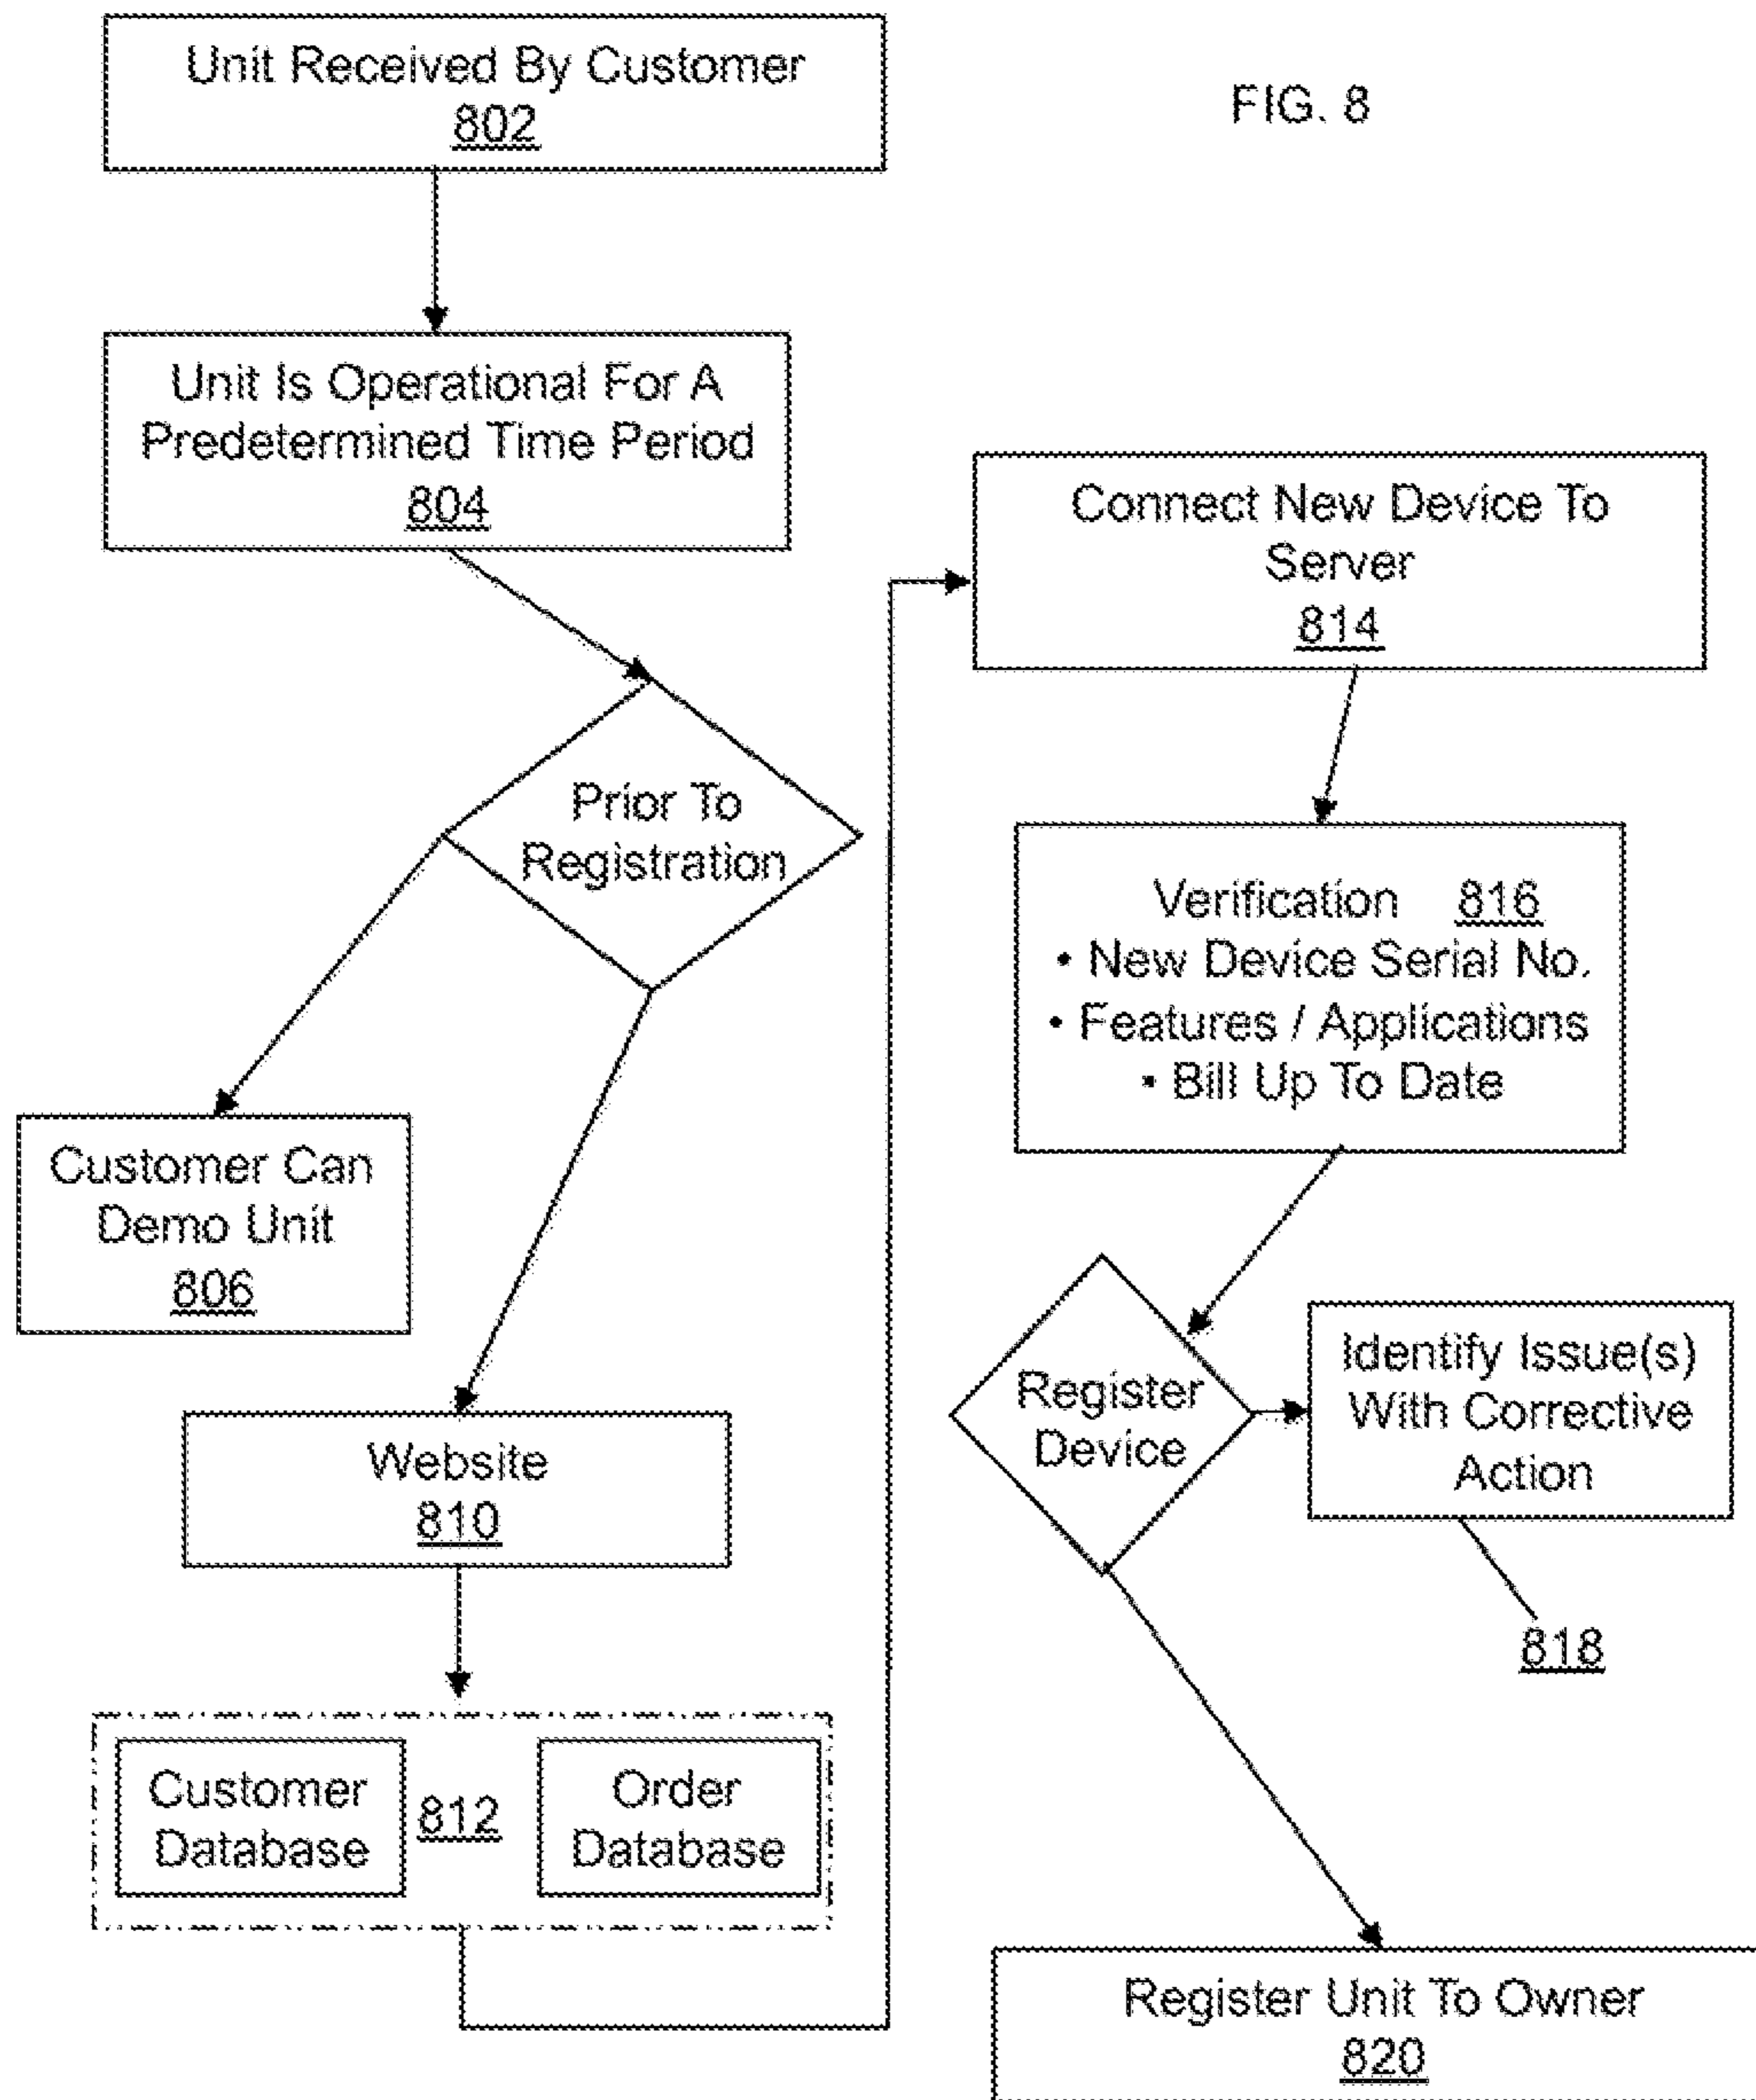 Unit Received By Customer
802
FIG. 8
Unit Is Operational For A
Predetermined Time Period
804
Prior To
Registration
Customer Can
Demo Unit
806
Website
810
Customer
Database
812
Order
Database
Connect New Device To
Server
814
Verification 816
• New Device Serial No.
• Features / Applications
• Bill Up To Date
Register
Device
Identify Issue(s)
With Corrective
Action
818
Register Unit To Owner
820